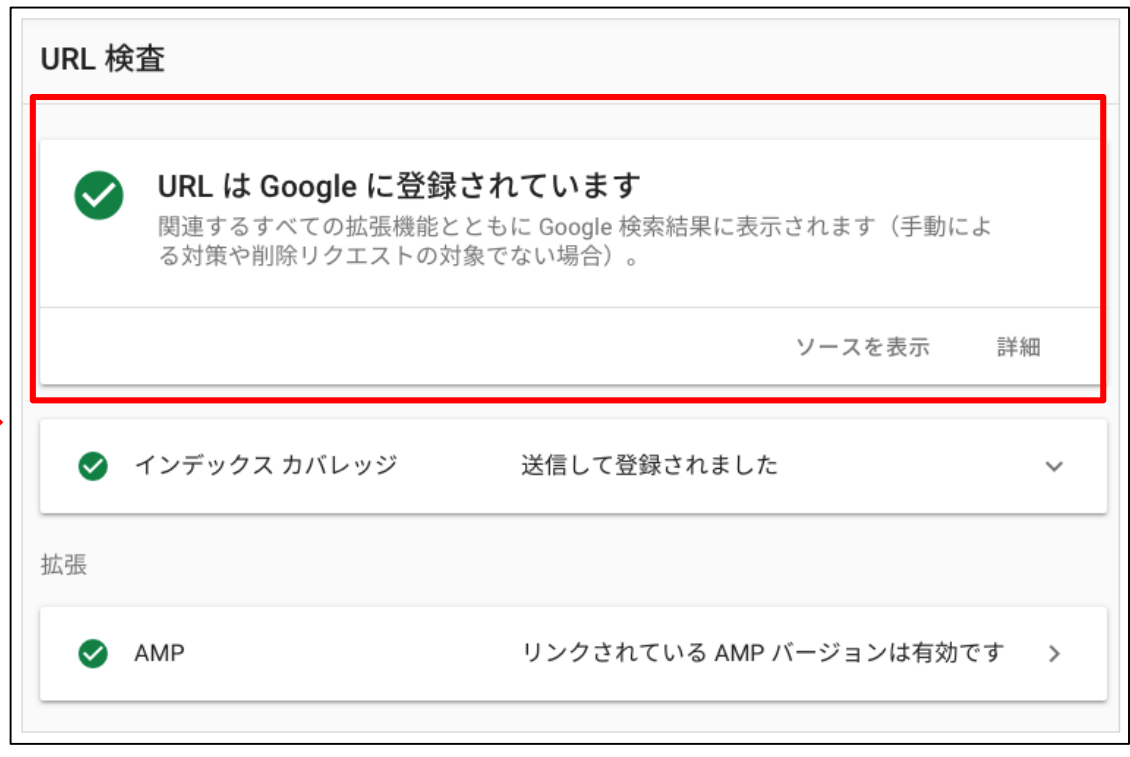 URL 検査
URL は Google に登録されています
関連するすべての拡張機能とともに Google 検索結果に表示されます（手動によ
る対策や削除リクエストの対象でない場合）。
ソースを表示 詳細
インデックス カバレッジ 送信して登録されました
拡張
AMP リンクされている AMP バージョンは有効です